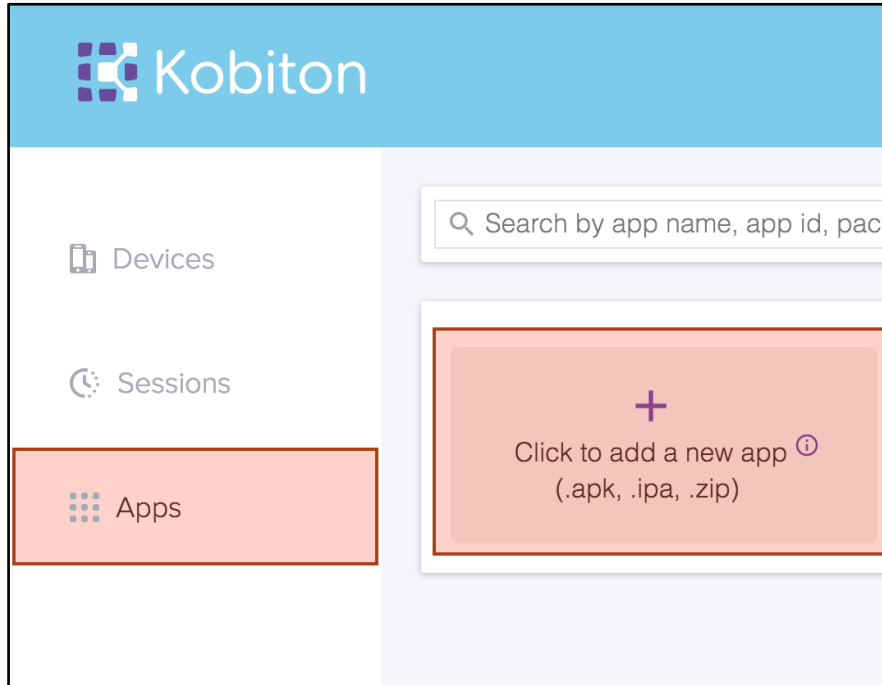 Kobiton
Devices
Sessions
Apps
Search by app name, app id, pac
Click to add a new app
(.apk, .ipa, .zip)